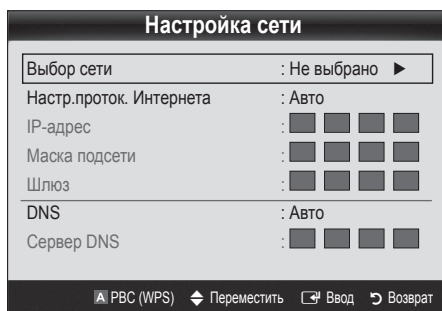 Настройка сети
Выбор сети : Не выбрано ►
Настр.проток. Интернета : Авто
IP-адрес :
Маска подсети :
Шлюз :
DNS : Авто
Сервер DNS :
A PBC (WPS) Переместить Ввод Возврат